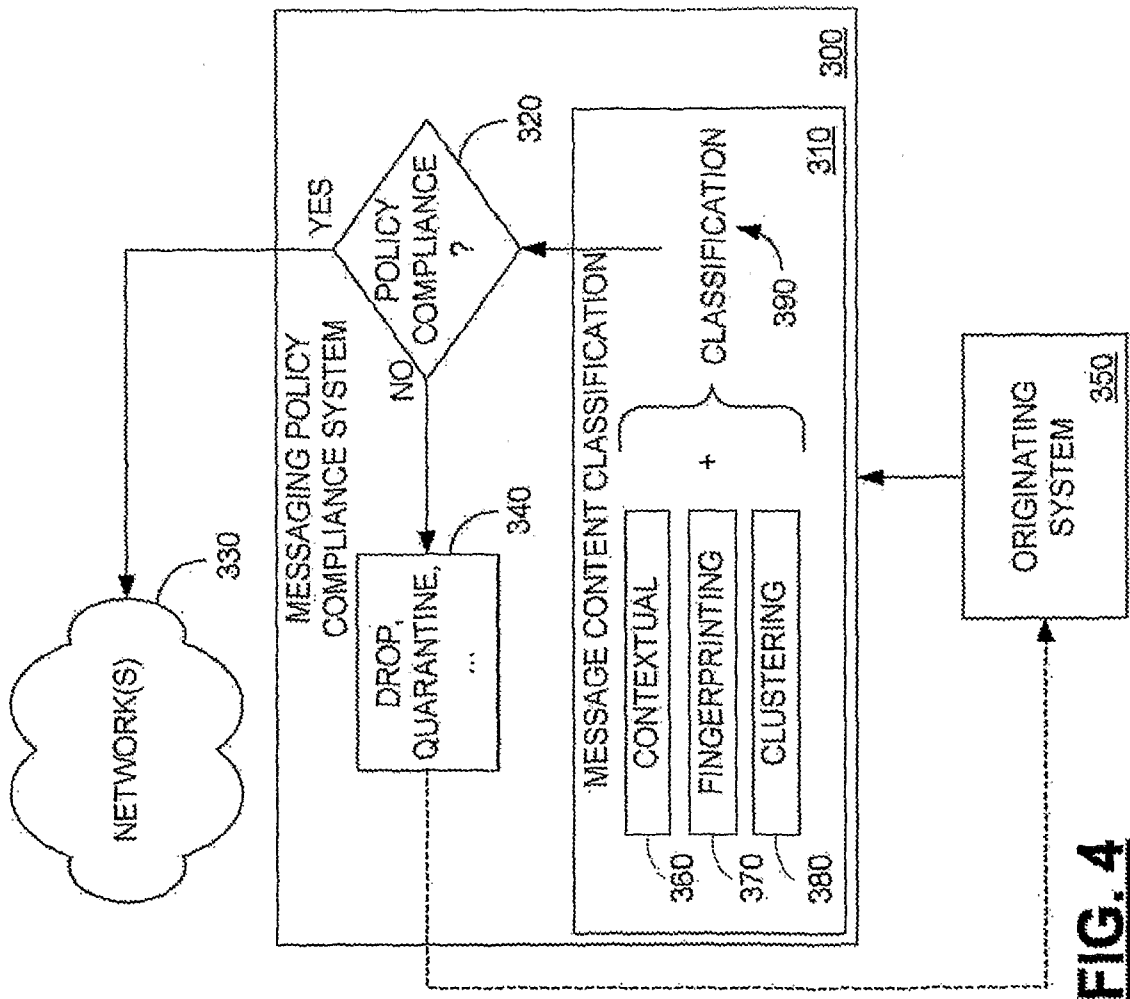 NETWORK(S)
330
MESSAGING POLICY
COMPLIANCE SYSTEM
YES
NO
POLICY
COMPLIANCE
?
320
DROP,
QUARANTINE,
...
340
300
MESSAGE CONTENT CLASSIFICATION
CONTEXTUAL
360
FINGERPRINTING
370
CLUSTERING
380
+
CLASSIFICATION
390
310
ORIGINATING
SYSTEM
350
FIG. 4